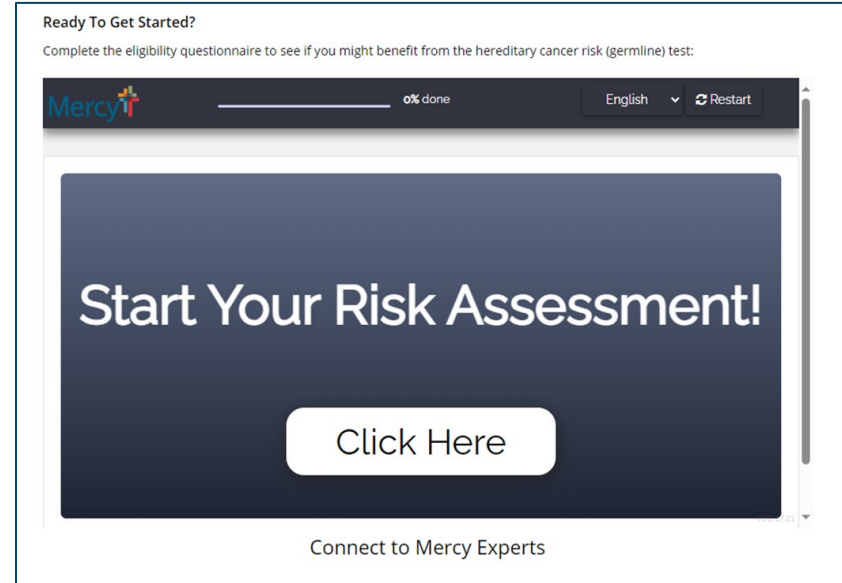 Ready To Get Started?
Complete the eligibility questionnaire to see if you might benefit from the hereditary cancer risk (germline) test:
Mercy
0% done
English
Restart
Start Your Risk Assessment!
Click Here
Connect to Mercy Experts